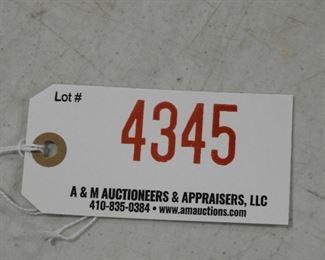 Lot #
4345
A & M AUCTIONEERS & APPRAISERS, LLC
410-835-0384 • www.amauctions.com